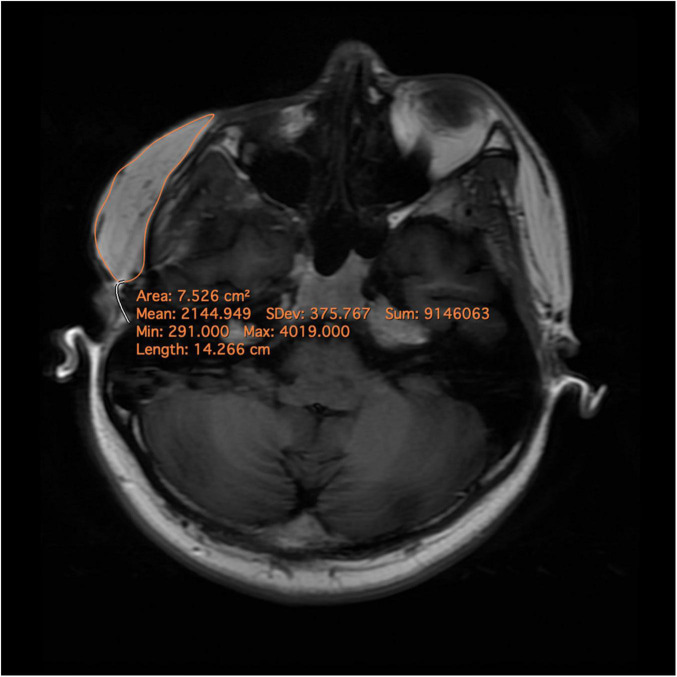 Area: 7.526 cm²
Mean: 2144.949 SDev: 375.767 Sum: 9146063
Min: 291.000 Max: 4019.000
Length: 14.266 cm